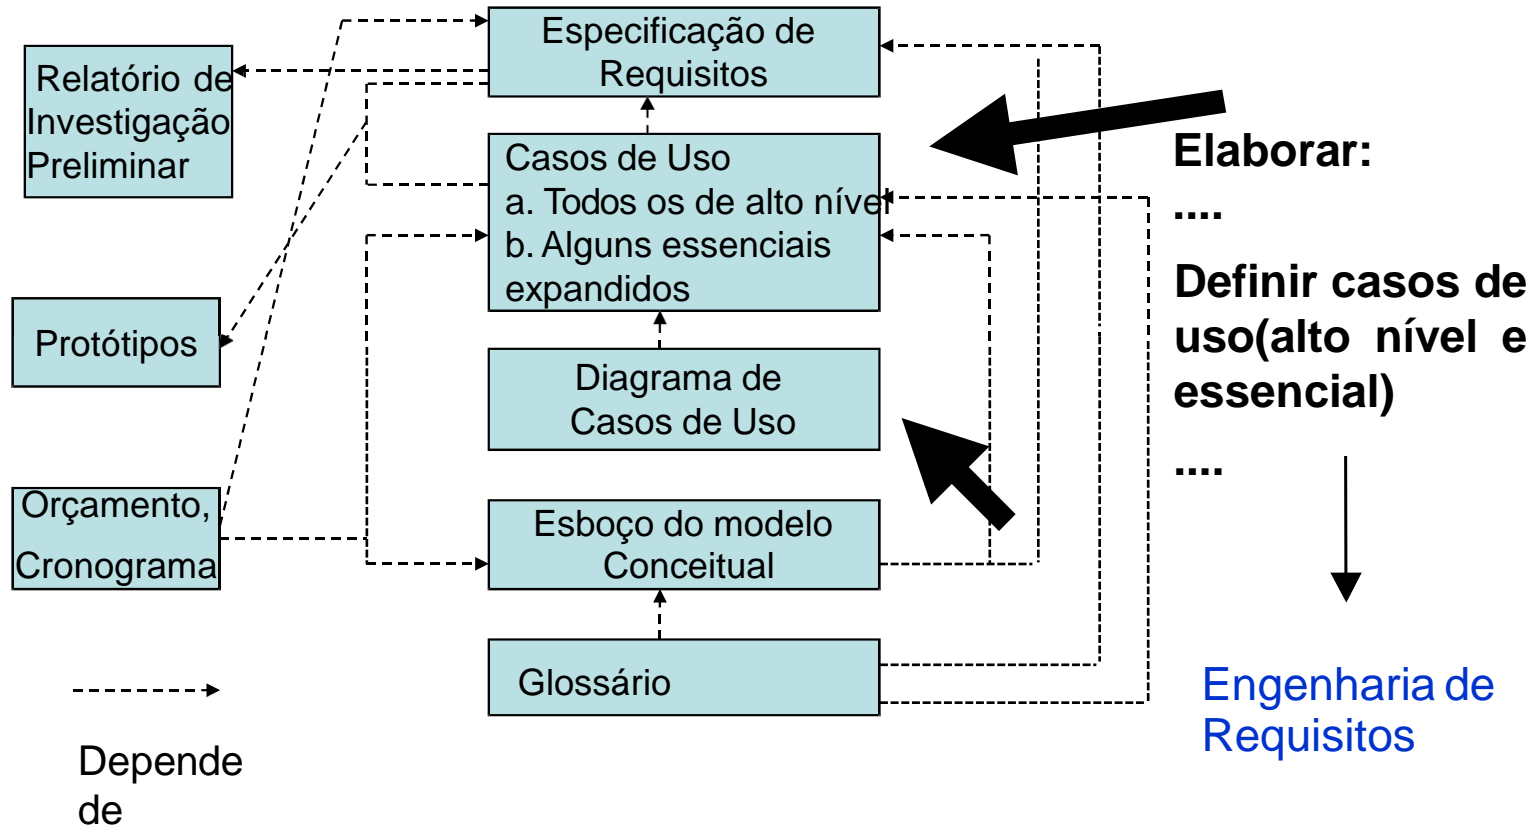 Especificação de
Requisitos
Relatório de
Investigação
Preliminar
Casos de Uso
a. Todos os de alto nível
b. Alguns essenciais
expandidos
Protótipos
Diagrama de
Casos de Uso
Orçamento,
Cronograma
Esboço do modelo
Conceitual
Glossário
Depende
de
Elaborar:
....
Definir casos de
uso(alto nível e
essencial)
....
Engenharia de
Requisitos